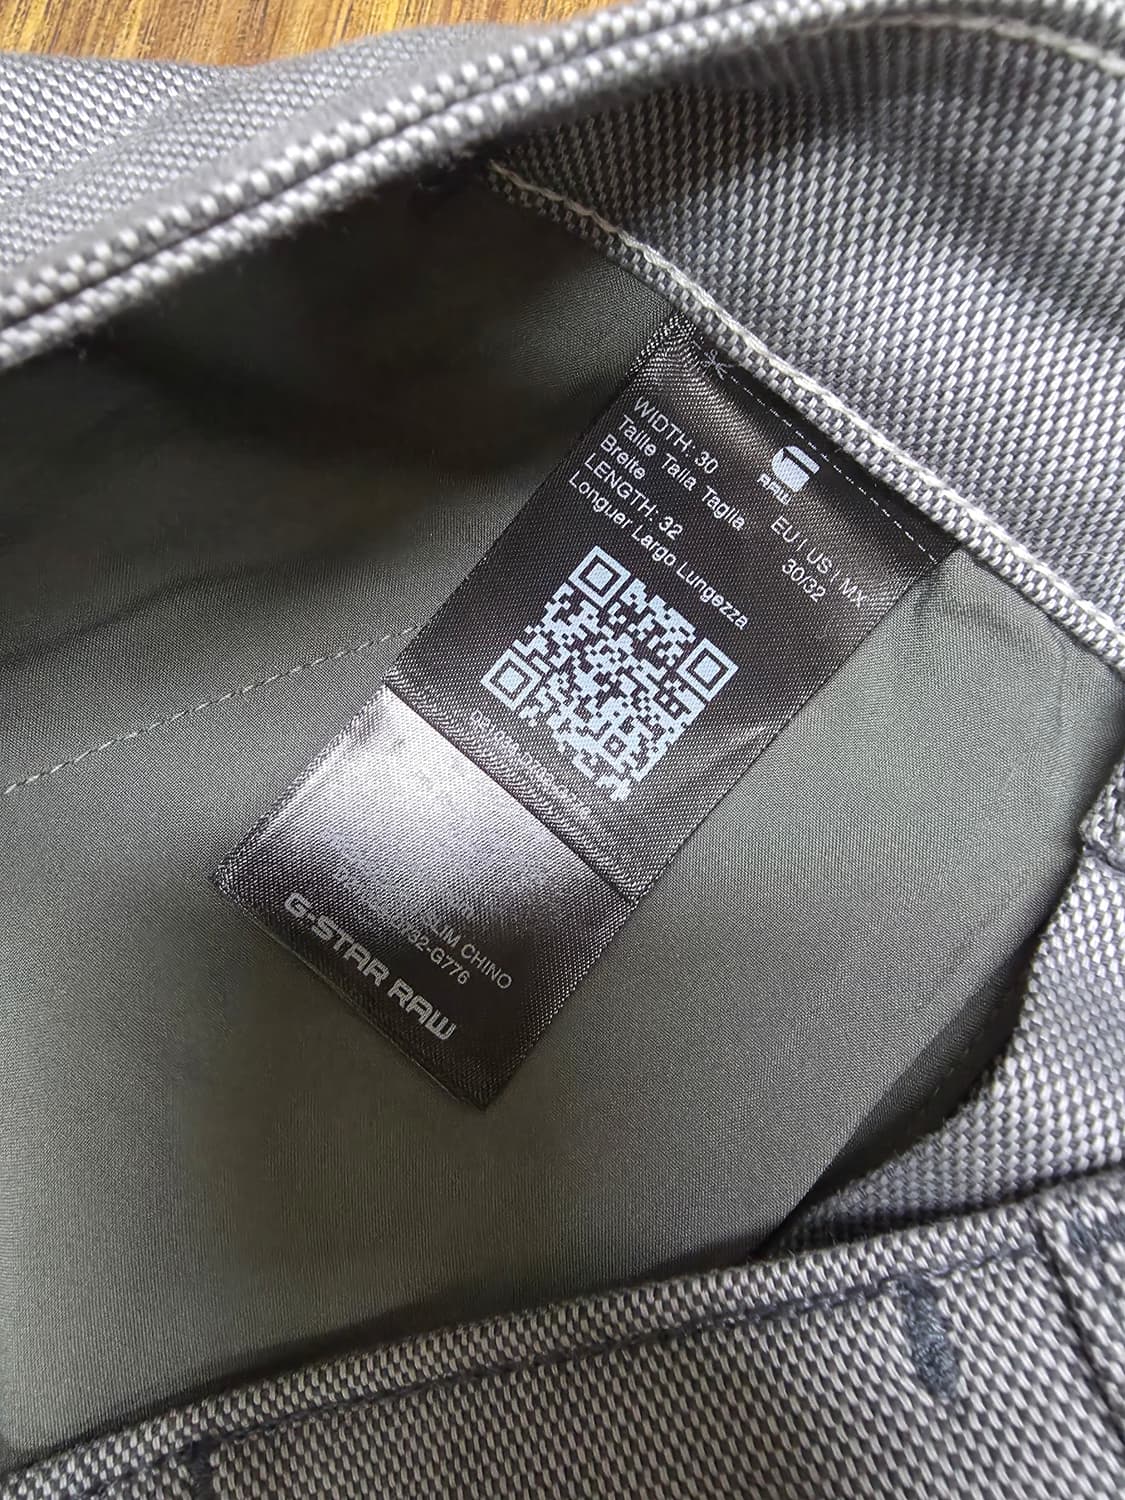 RAW
WIDTH: 30
Taille Talla Taglia
Breite
LENGTH: 32
Longuer Largo Lungezza
EU | US | MX
30/32
SLIM CHINO
G-STAR RAW